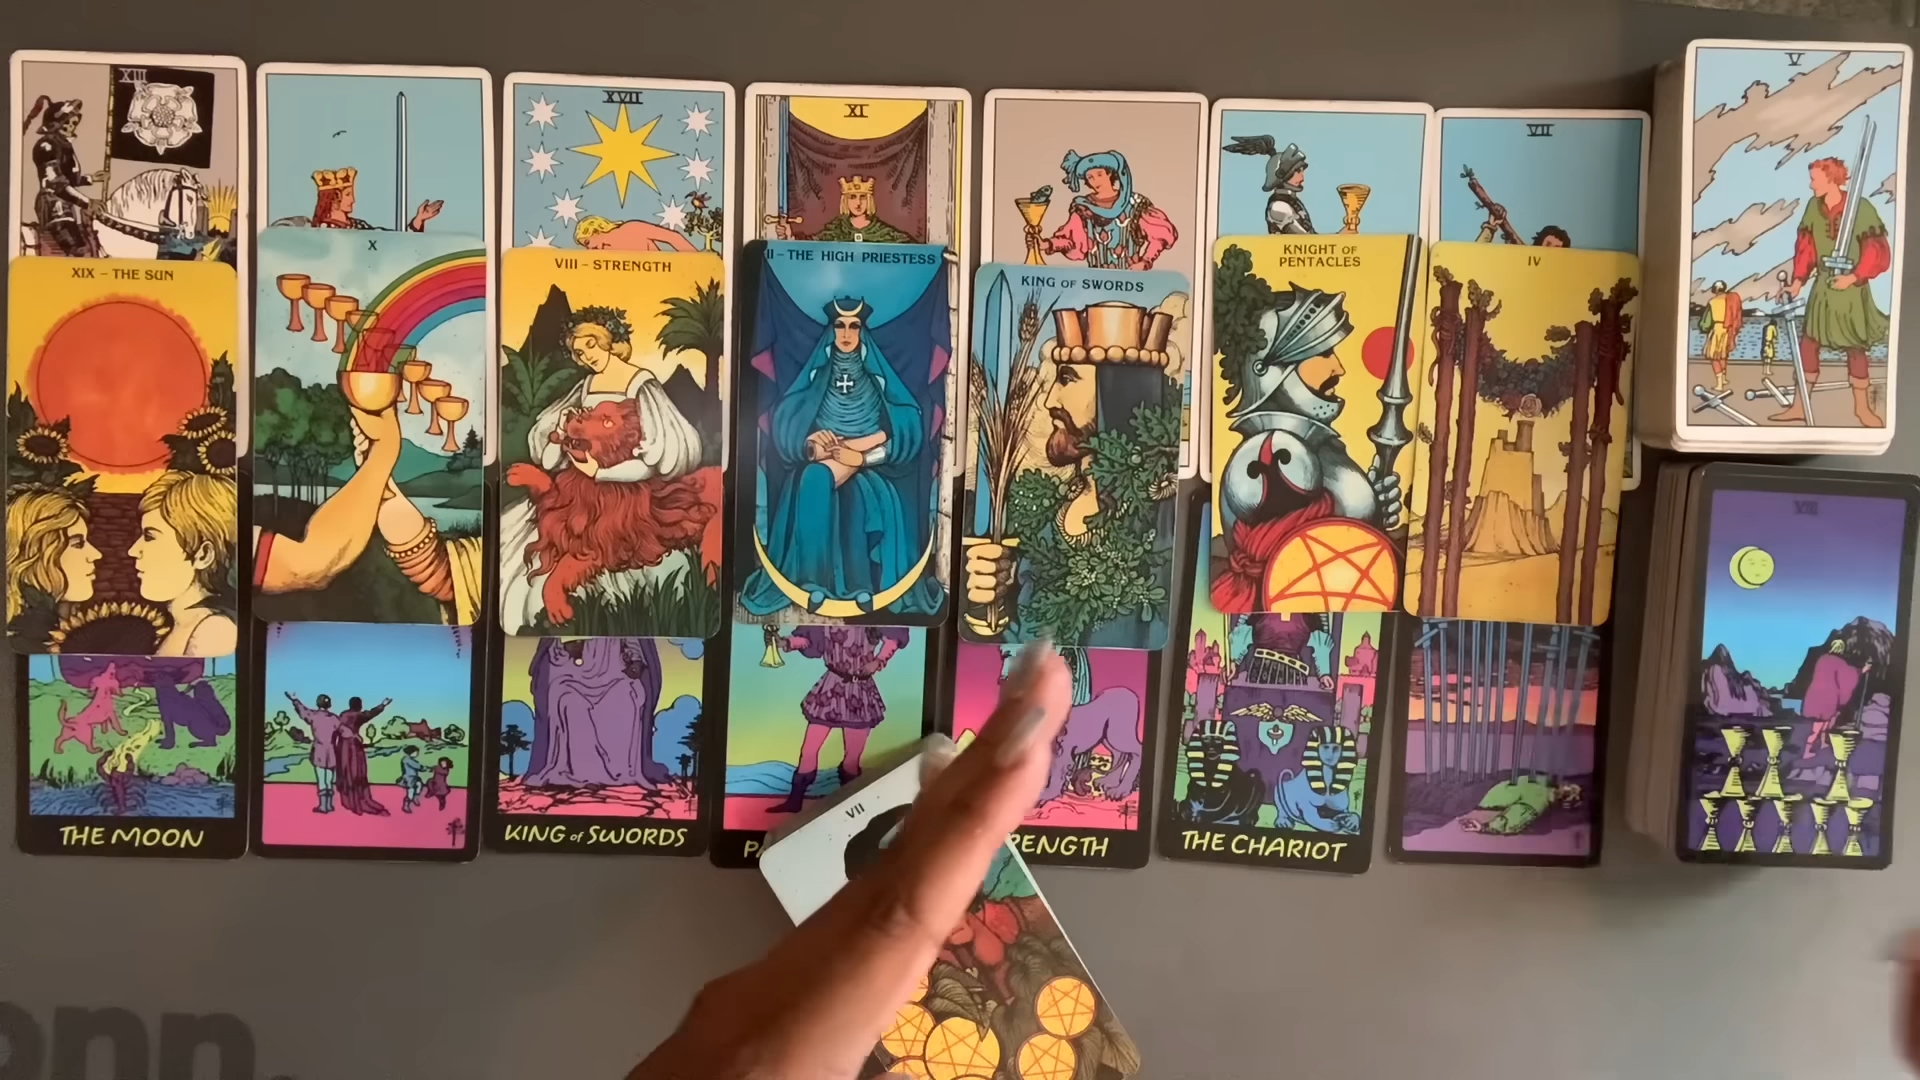 XIII
XVII
XI
VII
V
XIX – THE SUN
X
VIII – STRENGTH
II – THE HIGH PRIESTESS
KING OF SWORDS
KNIGHT OF
PENTACLES
IV
VIII
THE MOON
KING of SWORDS
THE CHARIOT
VII